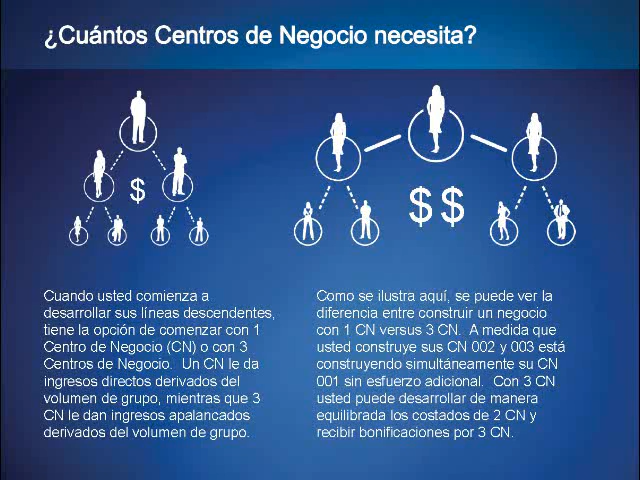 ¿Cuántos Centros de Negocio necesita?
$
$$
Cuando usted comienza a
desarrollar sus líneas descendentes,
tiene la opción de comenzar con 1
Centro de Negocio (CN) o con 3
Centros de Negocio.  Un CN le da
ingresos directos derivados del
volumen de grupo, mientras que 3
CN le dan ingresos apalancados
derivados del volumen de grupo.
Como se ilustra aquí, se puede ver la
diferencia entre construir un negocio
con 1 CN versus 3 CN.  A medida que
usted construye sus CN 002 y 003 está
construyendo simultáneamente su CN
001 sin esfuerzo adicional.  Con 3 CN
usted puede desarrollar de manera
equilibrada los costados de 2 CN y
recibir bonificaciones por 3 CN.